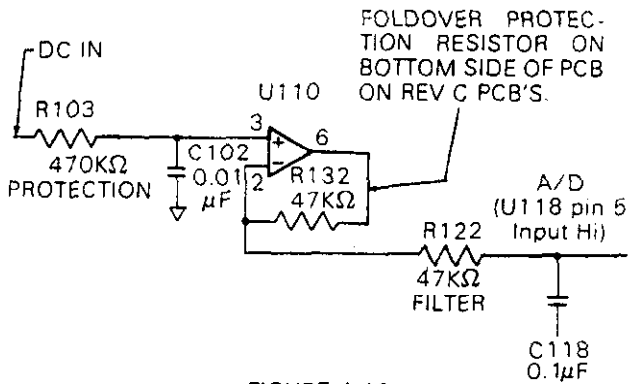 FOLDOVER PROTEC-
TION RESISTOR ON
BOTTOM SIDE OF PCB
ON REV C PCB'S.
DC IN
R103
470KΩ
PROTECTION
C102
0.01
μF
U110
3
+
6
−
2
R132
47KΩ
R122
47KΩ
FILTER
A/D
(U118 pin 5
Input Hi)
C118
0.1μF